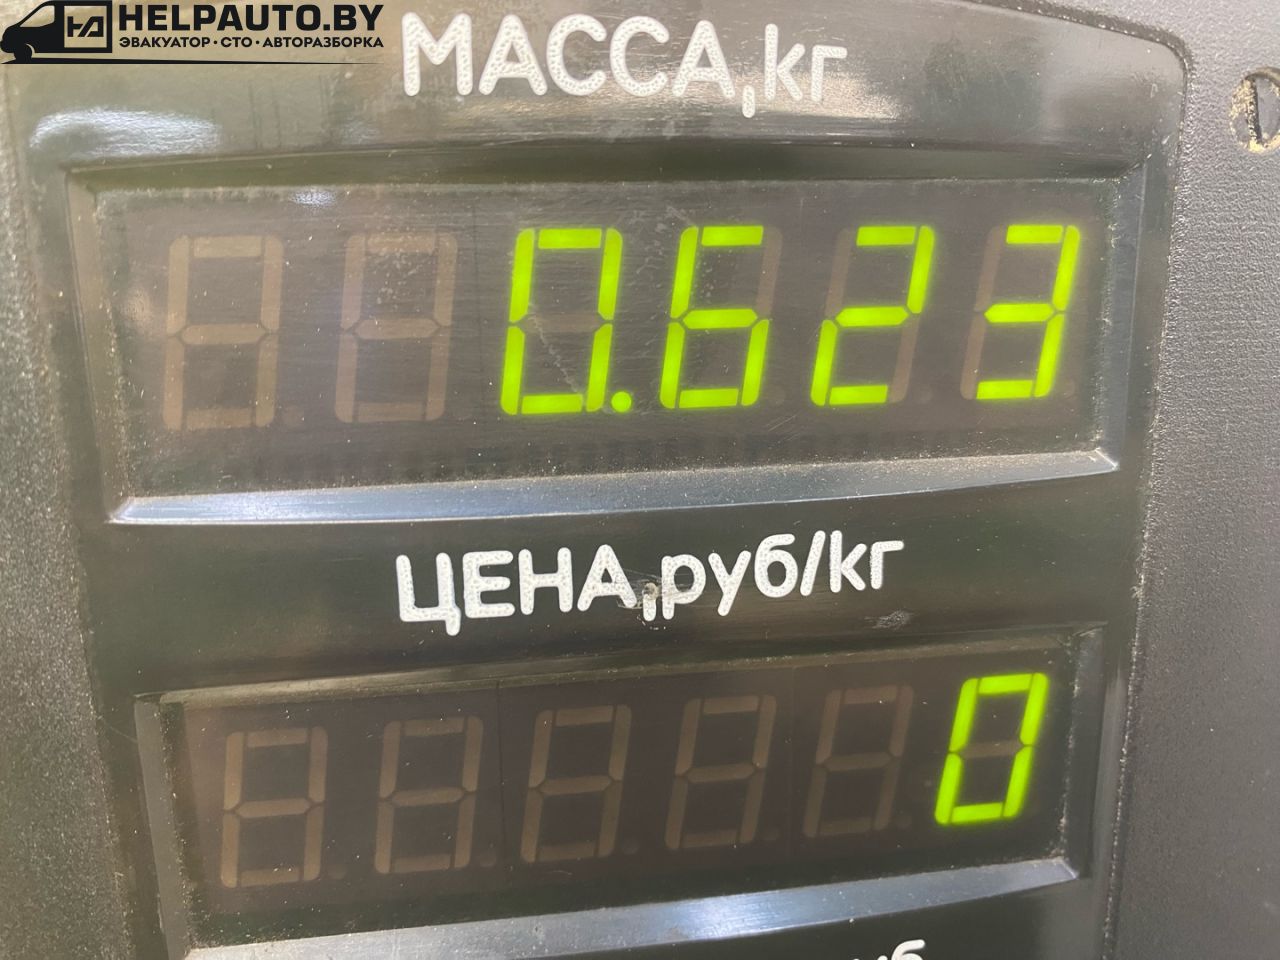 HELPAUTO.BY
ЭВАКУАТОР · СТО · АВТОРАЗБОРКА
МАССА,кг
0.623
ЦЕНА,руб/кг
0